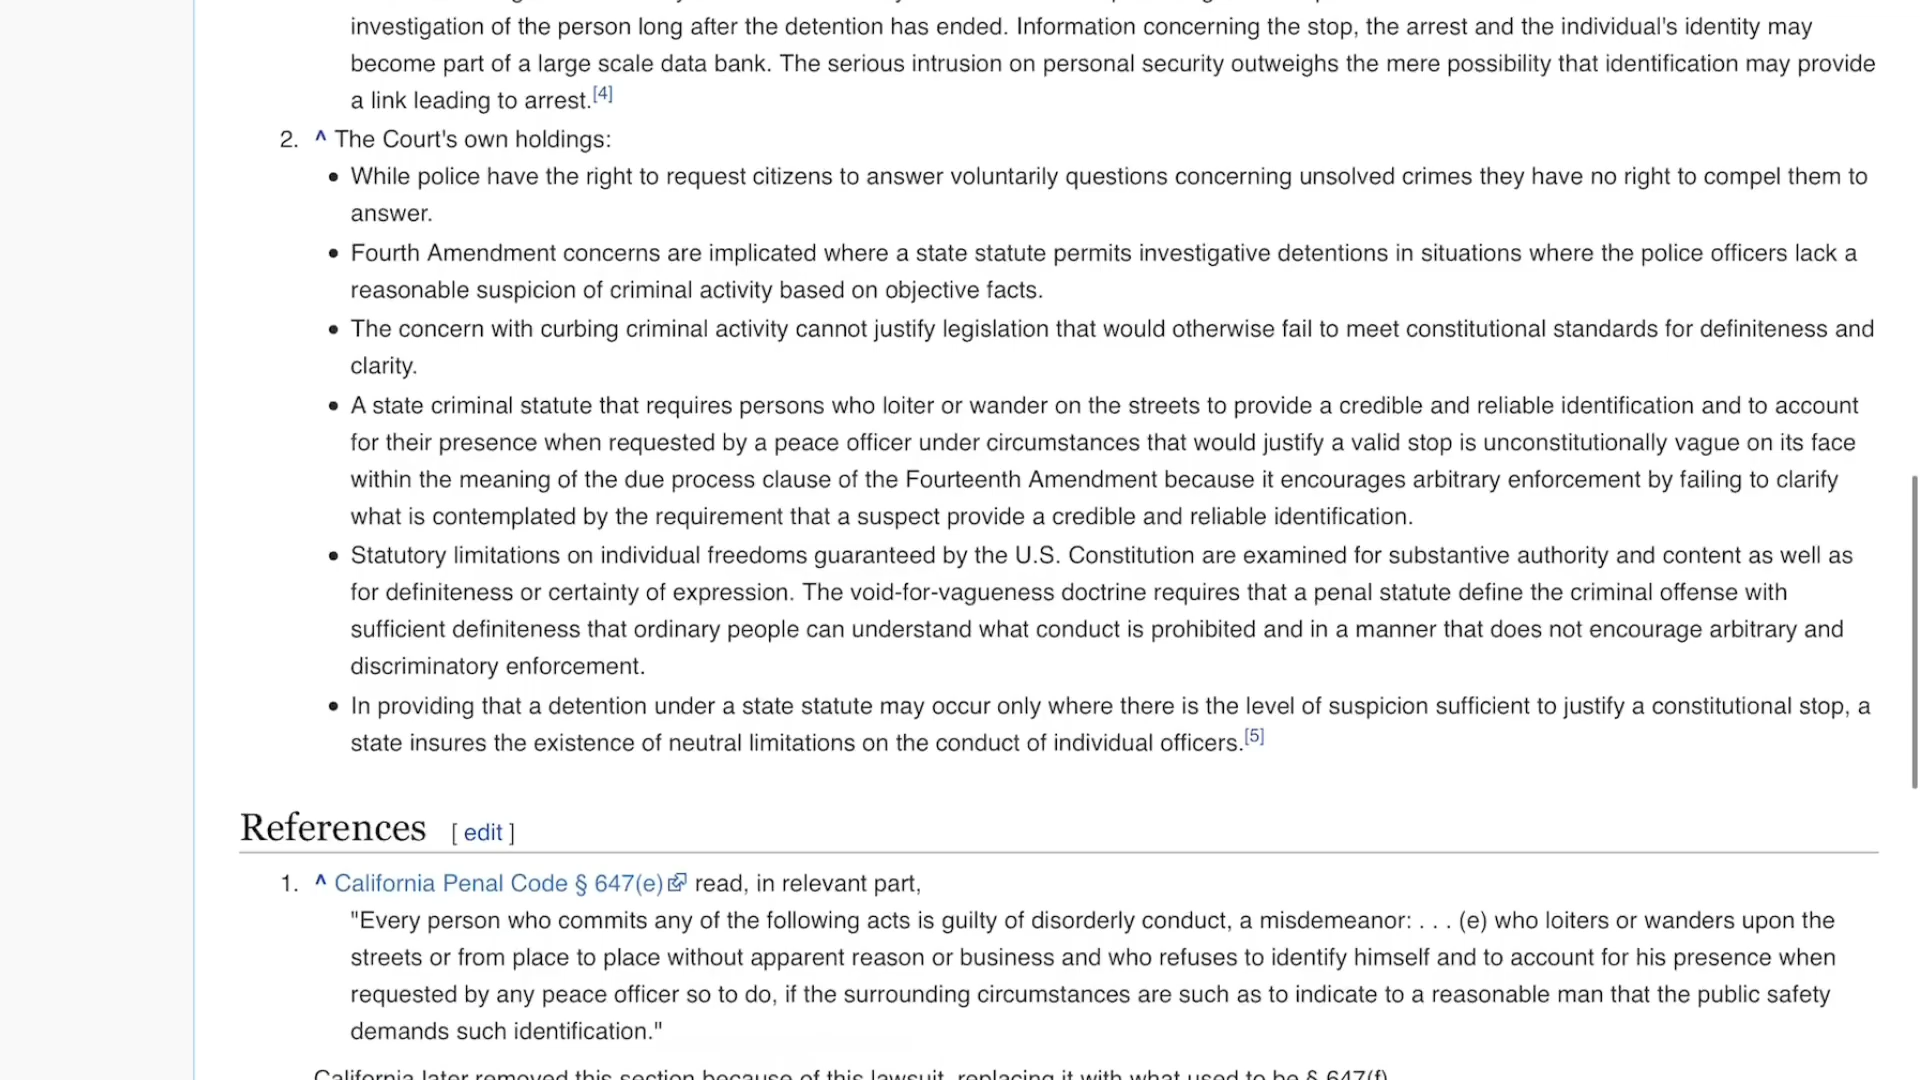 investigation of the person long after the detention has ended. Information concerning the stop, the arrest and the individual's identity may
become part of a large scale data bank. The serious intrusion on personal security outweighs the mere possibility that identification may provide
a link leading to arrest.[4]
2. ^ The Court's own holdings:
• While police have the right to request citizens to answer voluntarily questions concerning unsolved crimes they have no right to compel them to
answer.
• Fourth Amendment concerns are implicated where a state statute permits investigative detentions in situations where the police officers lack a
reasonable suspicion of criminal activity based on objective facts.
• The concern with curbing criminal activity cannot justify legislation that would otherwise fail to meet constitutional standards for definiteness and
clarity.
• A state criminal statute that requires persons who loiter or wander on the streets to provide a credible and reliable identification and to account
for their presence when requested by a peace officer under circumstances that would justify a valid stop is unconstitutionally vague on its face
within the meaning of the due process clause of the Fourteenth Amendment because it encourages arbitrary enforcement by failing to clarify
what is contemplated by the requirement that a suspect provide a credible and reliable identification.
• Statutory limitations on individual freedoms guaranteed by the U.S. Constitution are examined for substantive authority and content as well as
for definiteness or certainty of expression. The void-for-vagueness doctrine requires that a penal statute define the criminal offense with
sufficient definiteness that ordinary people can understand what conduct is prohibited and in a manner that does not encourage arbitrary and
discriminatory enforcement.
• In providing that a detention under a state statute may occur only where there is the level of suspicion sufficient to justify a constitutional stop, a
state insures the existence of neutral limitations on the conduct of individual officers.[5]
References [ edit ]
1. ^ California Penal Code § 647(e) read, in relevant part,
"Every person who commits any of the following acts is guilty of disorderly conduct, a misdemeanor: . . . (e) who loiters or wanders upon the
streets or from place to place without apparent reason or business and who refuses to identify himself and to account for his presence when
requested by any peace officer so to do, if the surrounding circumstances are such as to indicate to a reasonable man that the public safety
demands such identification."
California later removed this section because of this lawsuit, replacing it with what used to be § 647(f)